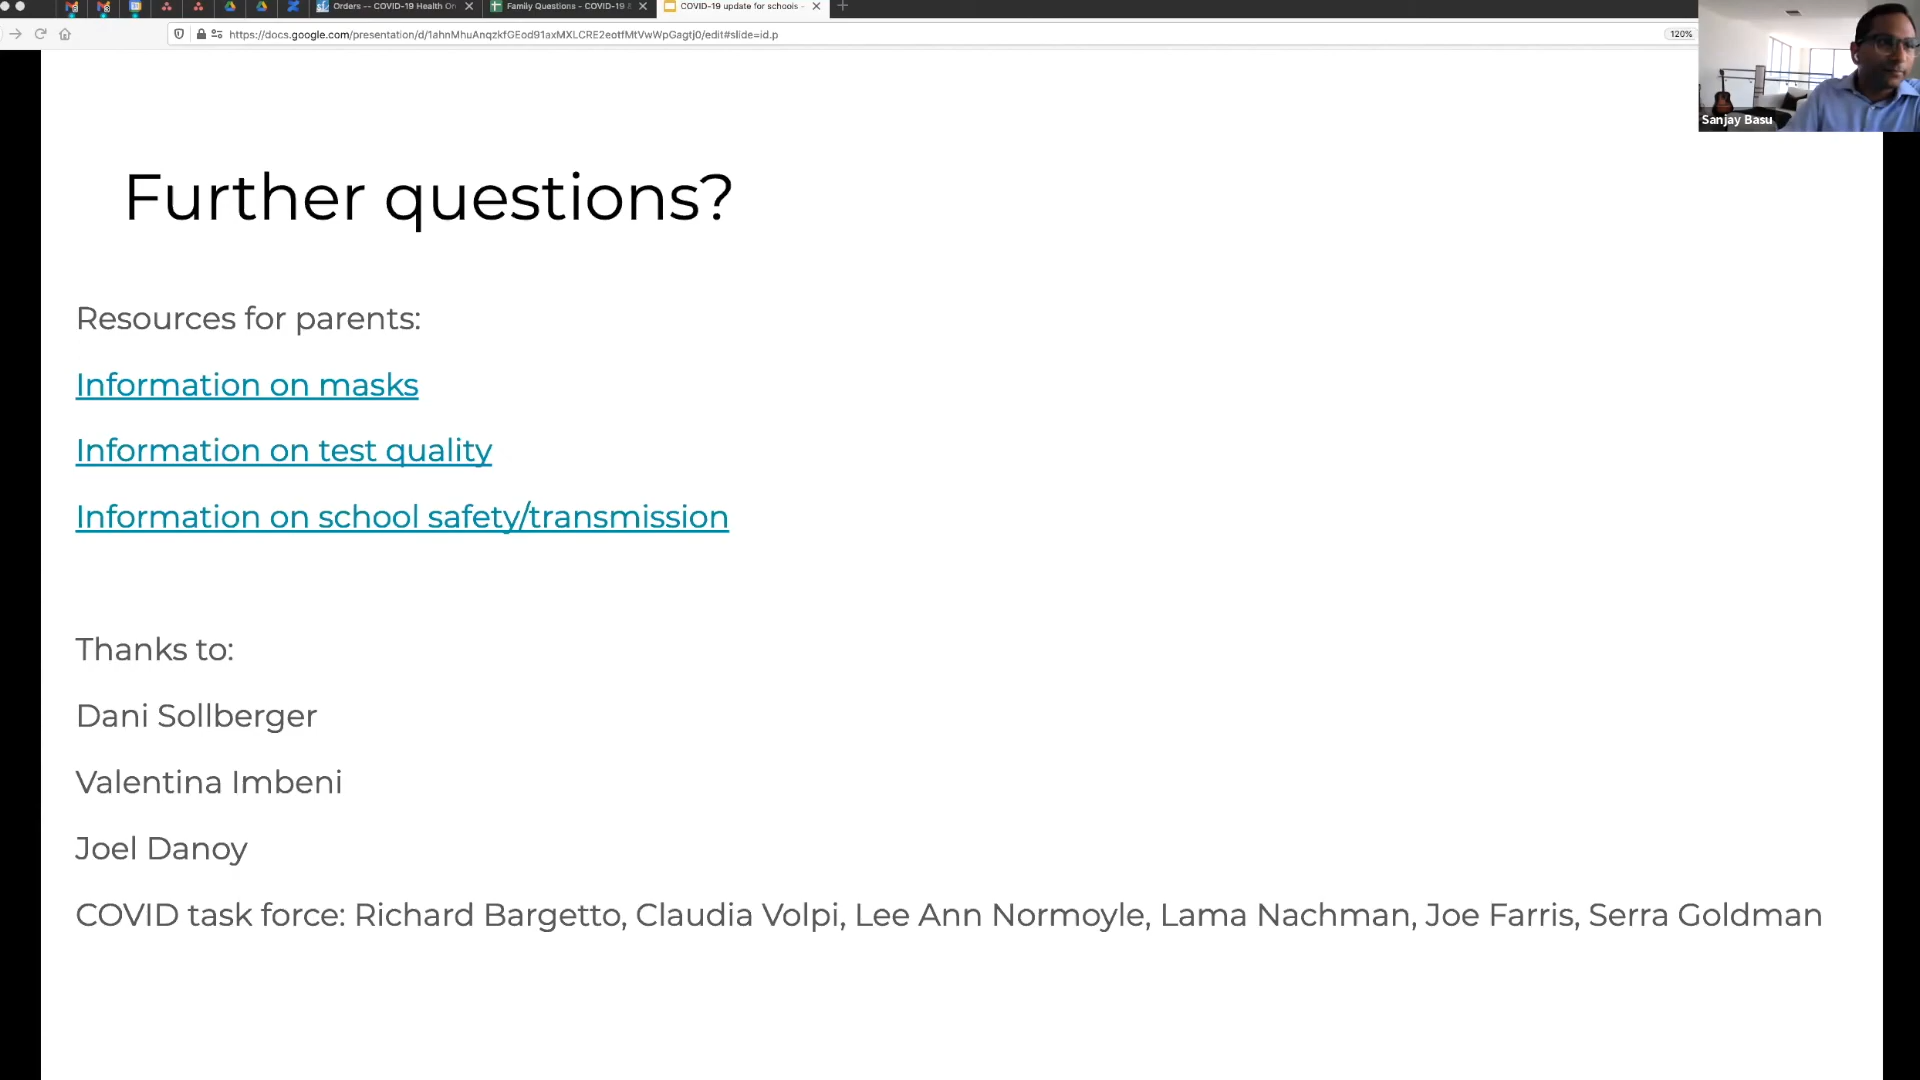 Orders -- COVID-19 Health Or
Family Questions - COVID-19
COVID-19 update for schools -
https://docs.google.com/presentation/d/1ahnMhuAnqzkfGEod91axMXLCRE2eotfMtVwWpGagtj0/edit#slide=id.p
120%
Sanjay Basu
Further questions?
Resources for parents:
Information on masks
Information on test quality
Information on school safety/transmission
Thanks to:
Dani Sollberger
Valentina Imbeni
Joel Danoy
COVID task force: Richard Bargetto, Claudia Volpi, Lee Ann Normoyle, Lama Nachman, Joe Farris, Serra Goldman